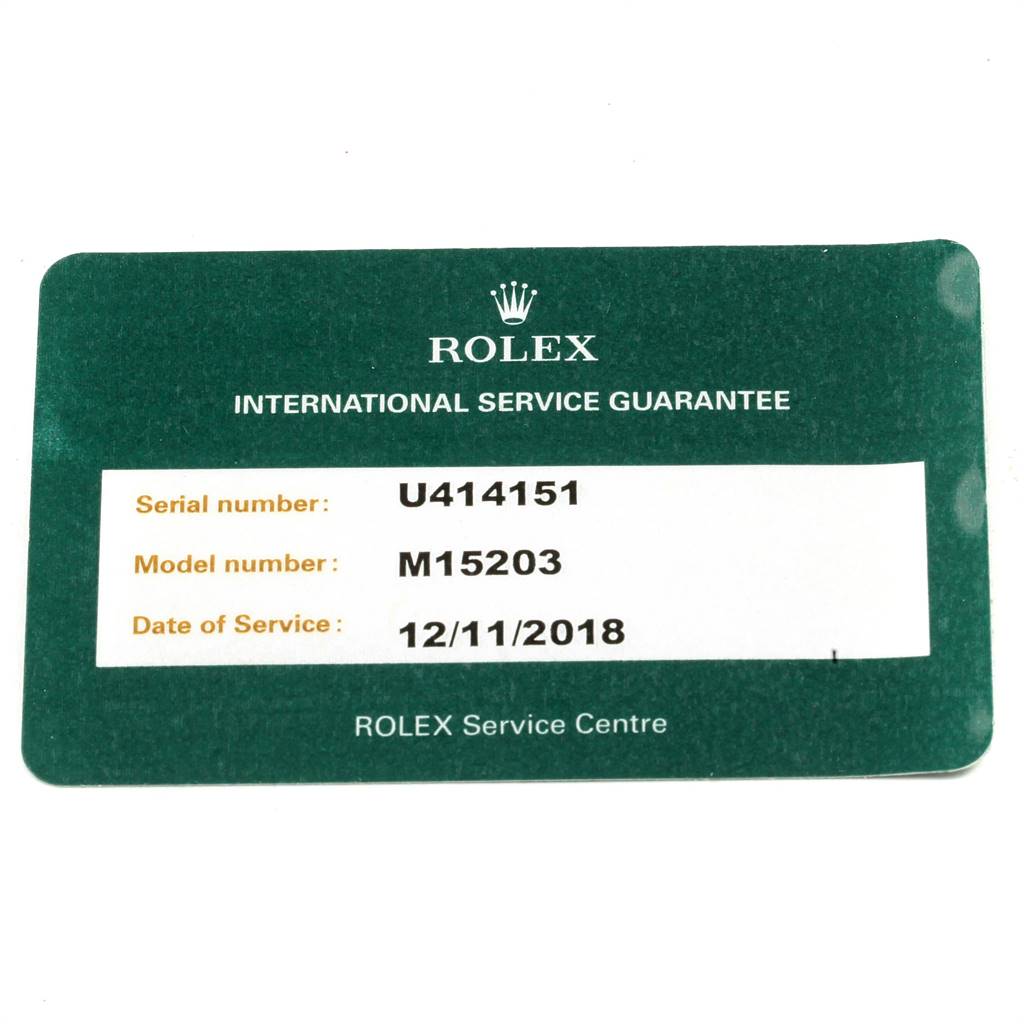 ROLEX
INTERNATIONAL SERVICE GUARANTEE
Serial number: U414151
Model number: M15203
Date of Service: 12/11/2018
ROLEX Service Centre